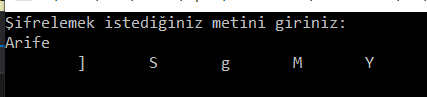 Şifrelemek istediğiniz metini giriniz:
Arife
] S g M Y